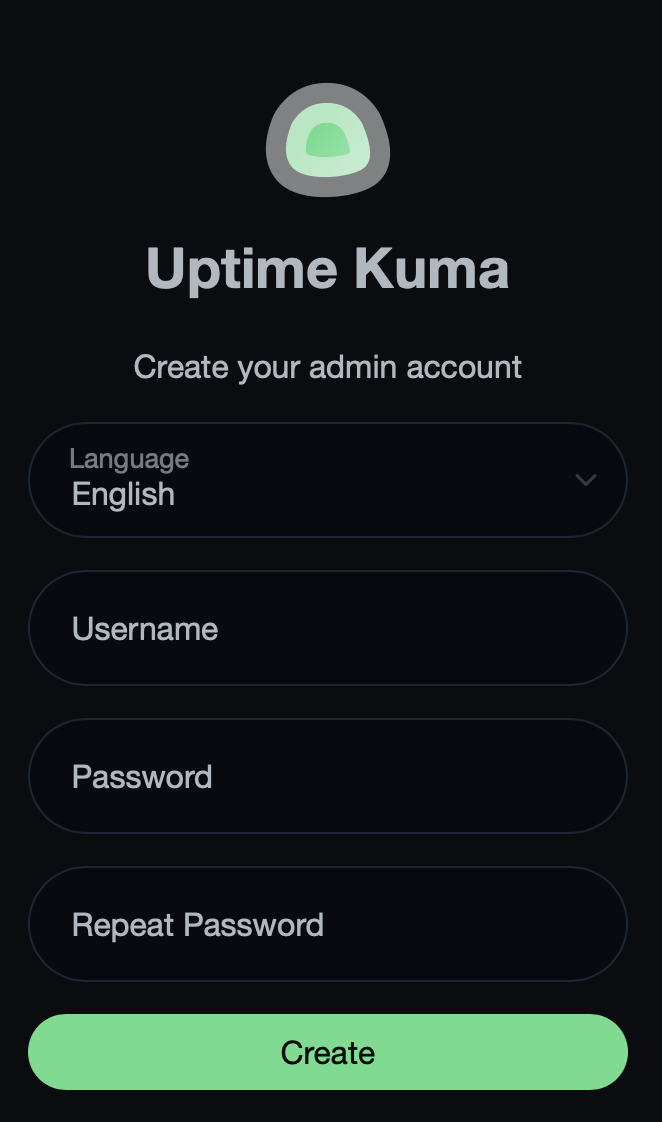 Uptime Kuma
Create your admin account
Language
English
Username
Password
Repeat Password
Create